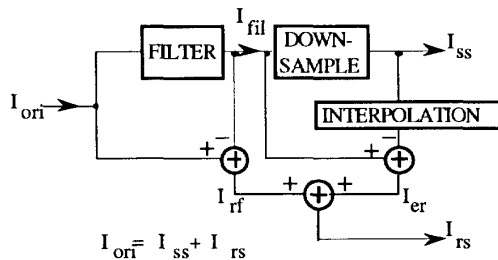 I_fil
FILTER
DOWN-
SAMPLE
I_ss
I_ori
INTERPOLATION
− −
+ + + +
+ + +
I_rf
I_er
I_rs
I_ori = I_ss + I_rs